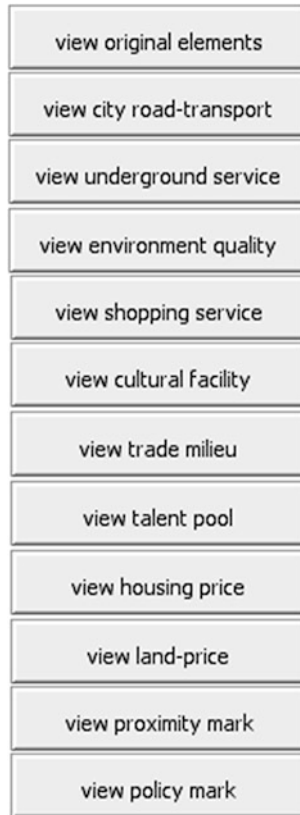 view original elements
view city road-transport
view underground service
view environment quality
view shopping service
view cultural facility
view trade milieu
view talent pool
view housing price
view land-price
view proximity mark
view policy mark